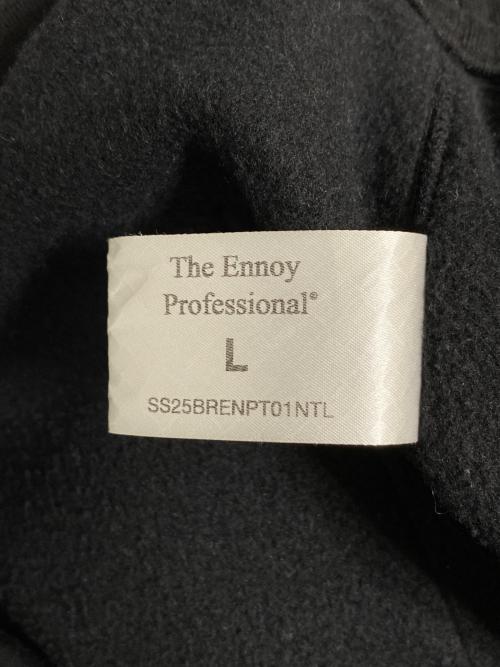 The Ennoy
Professional®
L
SS25BRENPT01NTL